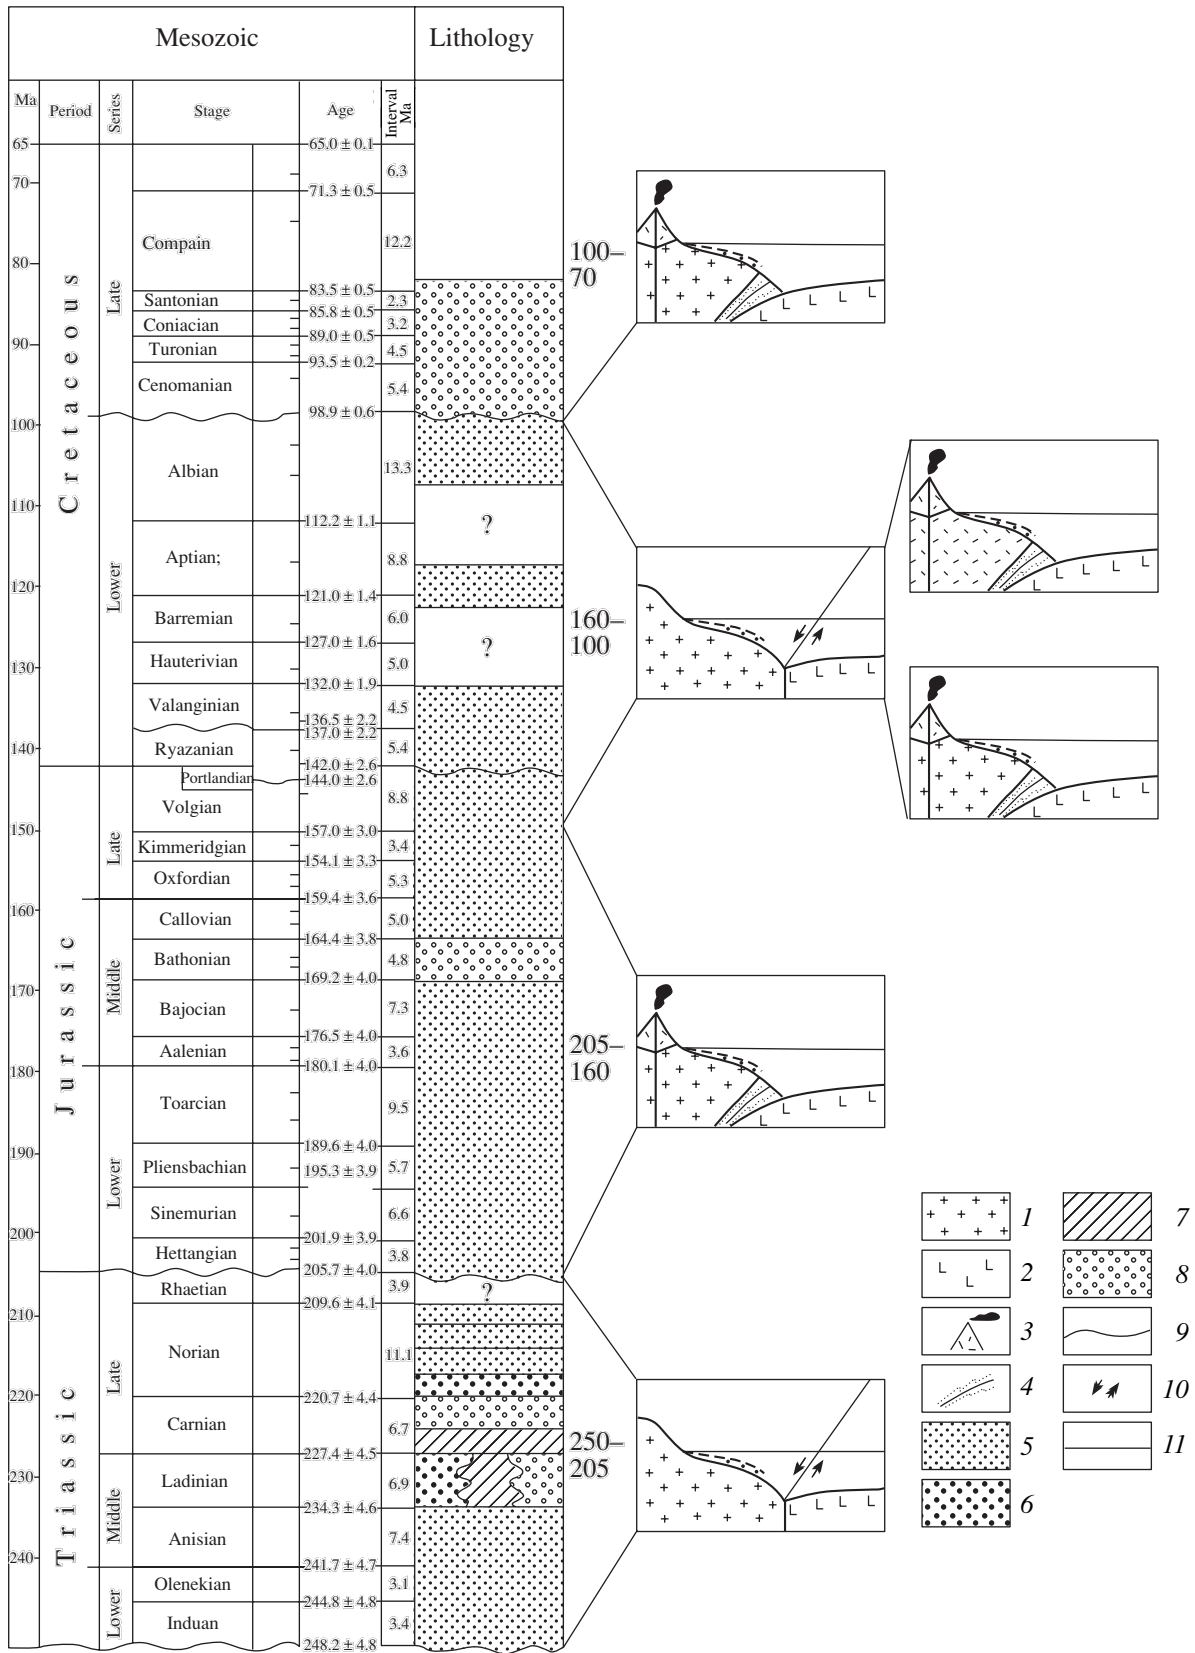 Mesozoic
Lithology
Ma
Period
Series
Stage
Age
Interval
Ma
65
65.0 ± 0.1
6.3
70
71.3 ± 0.5
Compain
12.2
80
83.5 ± 0.5
Santonian
2.3
85.8 ± 0.5
Coniacian
3.2
89.0 ± 0.5
90
Turonian
4.5
93.5 ± 0.2
Cenomanian
5.4
98.9 ± 0.6
100
Late
Cretaceous
Albian
13.3
110
112.2 ± 1.1
?
Aptian;
8.8
120
121.0 ± 1.4
Barremian
6.0
127.0 ± 1.6
?
Hauterivian
5.0
130
132.0 ± 1.9
Valanginian
4.5
136.5 ± 2.2
137.0 ± 2.2
Ryazanian
5.4
140
142.0 ± 2.6
Lower
Portlandian
144.0 ± 2.6
Volgian
8.8
150
157.0 ± 3.0
Kimmeridgian
3.4
154.1 ± 3.3
Oxfordian
5.3
159.4 ± 3.6
Late
160
Callovian
5.0
164.4 ± 3.8
Bathonian
4.8
169.2 ± 4.0
170
Bajocian
7.3
176.5 ± 4.0
Aalenian
3.6
180.1 ± 4.0
Middle
Jurassic
180
Toarcian
9.5
189.6 ± 4.0
190
Pliensbachian
5.7
195.3 ± 3.9
Sinemurian
6.6
200
201.9 ± 3.9
Hettangian
3.8
205.7 ± 4.0
Lower
Rhaetian
3.9
?
209.6 ± 4.1
210
Norian
11.1
220
220.7 ± 4.4
Carnian
6.7
227.4 ± 4.5
Late
230
Ladinian
6.9
234.3 ± 4.6
Anisian
7.4
240
241.7 ± 4.7
Middle
Triassic
Olenekian
3.1
244.8 ± 4.8
Induan
3.4
248.2 ± 4.8
Lower
100–
70
160–
100
205–
160
250–
205
1
7
2
8
3
9
4
10
5
11
6